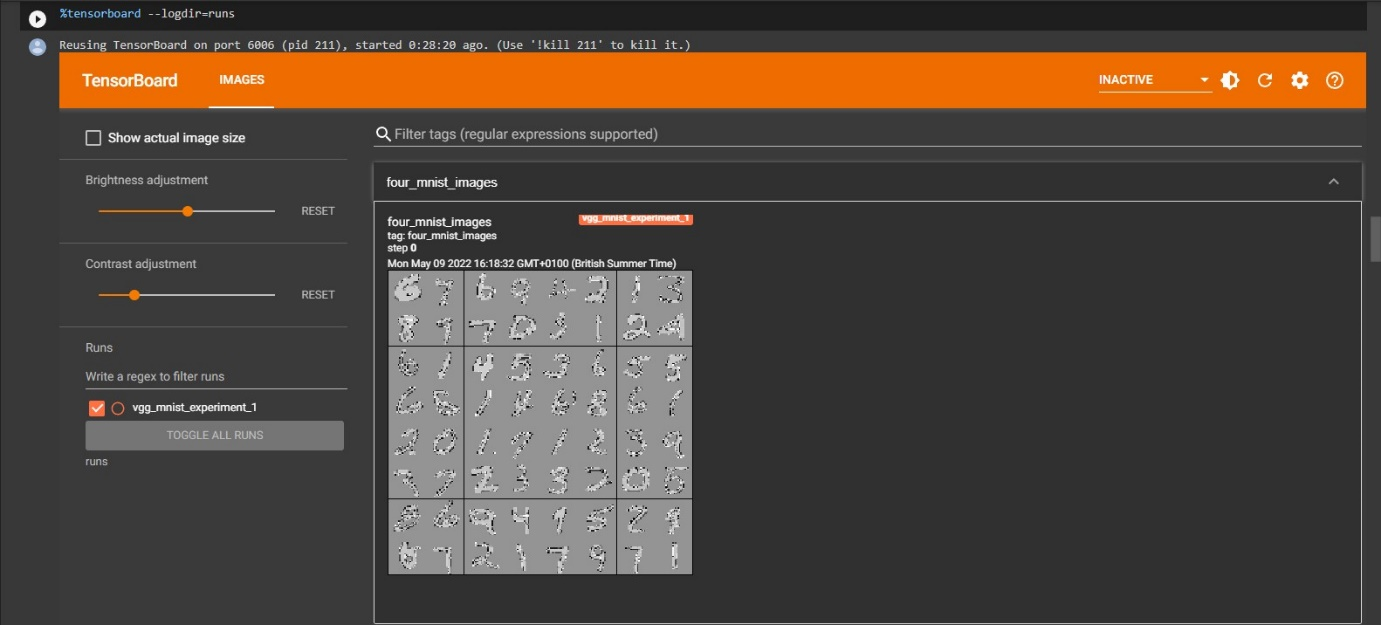 %tensorboard --logdir=runs
Reusing TensorBoard on port 6006 (pid 211), started 0:28:20 ago. (Use '!kill 211' to kill it.)
TensorBoard IMAGES INACTIVE
Show actual image size
Filter tags (regular expressions supported)
Brightness adjustment
RESET
Contrast adjustment
RESET
Runs
Write a regex to filter runs
vgg_mnist_experiment_1
TOGGLE ALL RUNS
runs
four_mnist_images
four_mnist_images vgg_mnist_experiment_1
tag: four_mnist_images
step 0
Mon May 09 2022 16:18:32 GMT+0100 (British Summer Time)